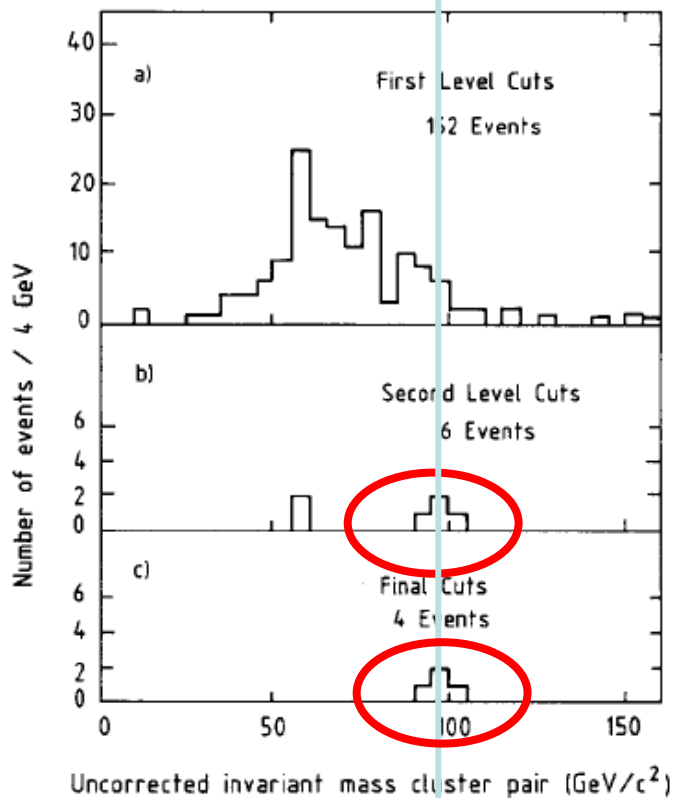 40
30
20
10
0
a)
First Level Cuts
152 Events
b)
Second Level Cuts
6 Events
6
4
2
0
c)
Final Cuts
4 Events
6
4
2
0
0 50 100 150
Number of events / 4 GeV
Uncorrected invariant mass cluster pair (GeV/c²)